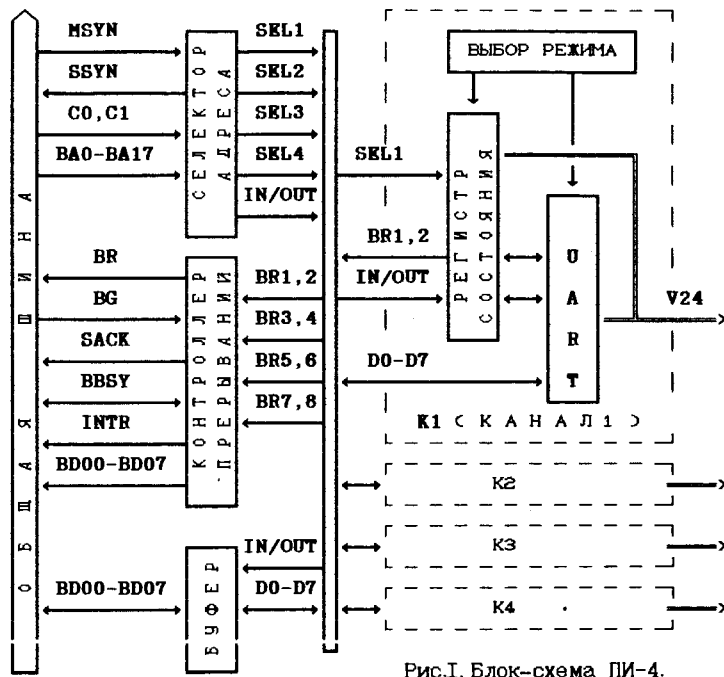 ОБЩАЯ ШИНА
MSYN
SSYN
C0,C1
BA0-BA17
СЕЛЕКТОР АДРЕСА
SEL1
SEL2
SEL3
SEL4
IN/OUT
BR
BG
SACK
BBSY
INTR
BD00-BD07
КОНТРОЛЛЕР ПРЕРЫВАНИЙ
BR1,2
BR3,4
BR5,6
BR7,8
BD00-BD07
БУФЕР
IN/OUT
D0-D7
SEL1
BR1,2
IN/OUT
D0-D7
ВЫБОР РЕЖИМА
РЕГИСТР СОСТОЯНИЯ
UART
V24
К1 (КАНАЛ1)
К2
К3
К4
Рис.I. Блок-схема ПИ-4.